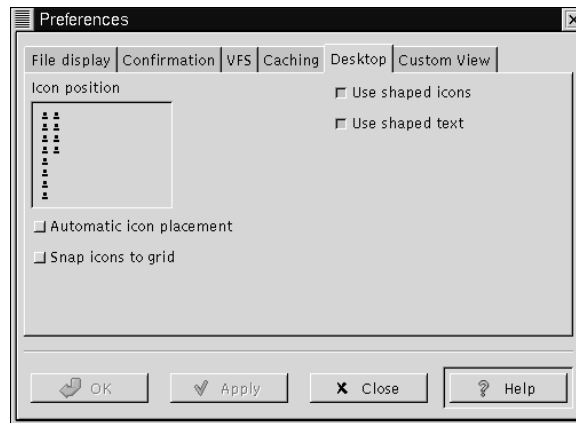 Preferences
File display Confirmation VFS Caching Desktop Custom View
Icon position
Use shaped icons
Use shaped text
Automatic icon placement
Snap icons to grid
OK Apply Close Help